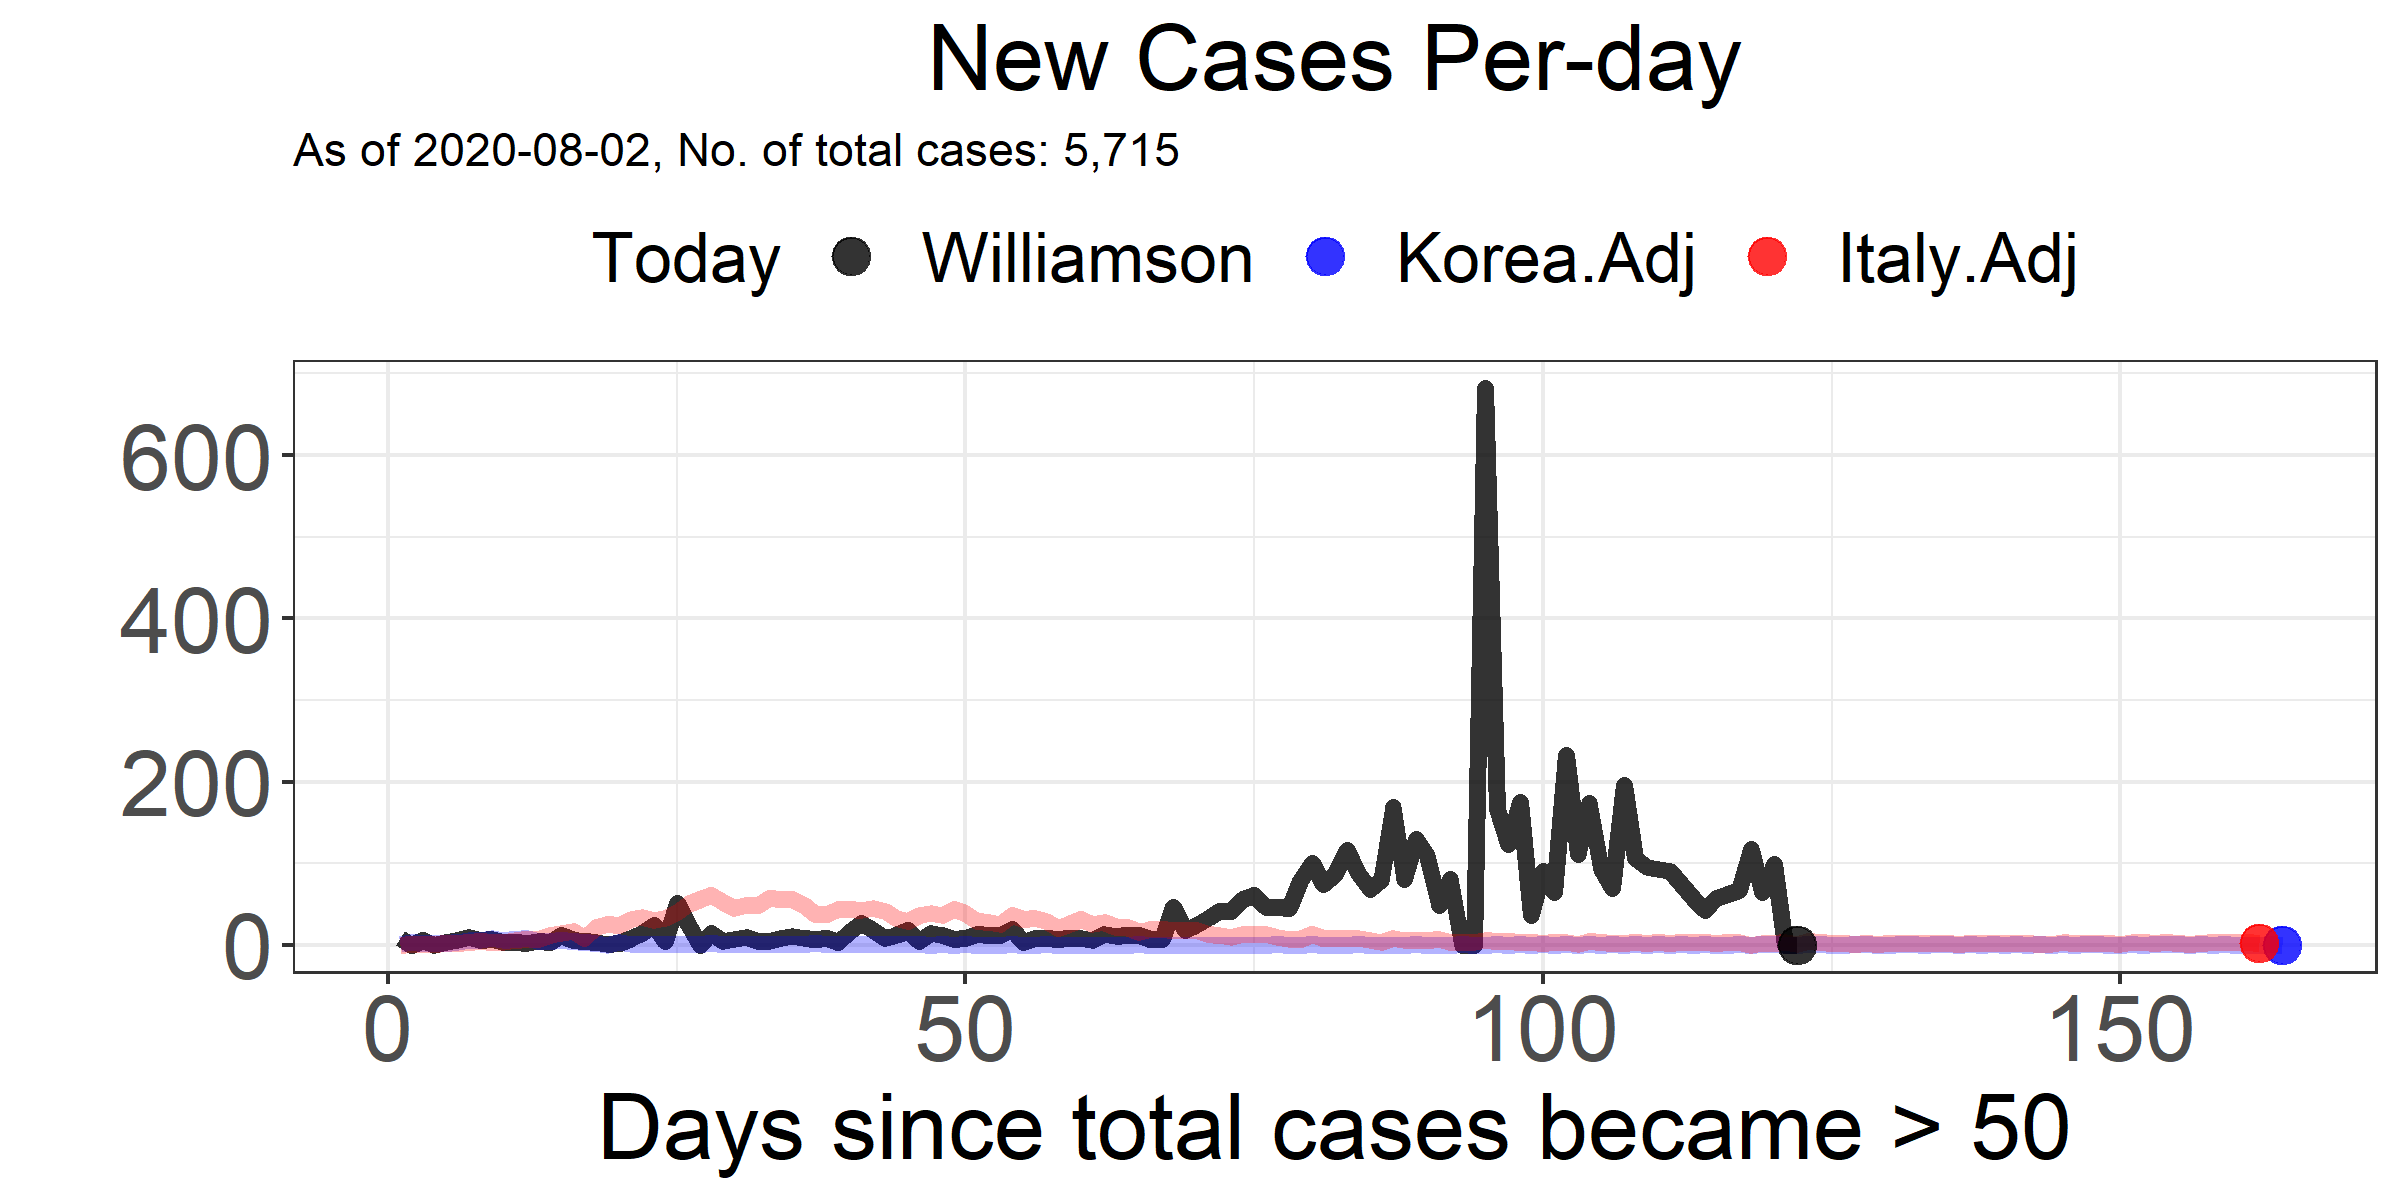 New Cases Per-day
As of 2020-08-02, No. of total cases: 5,715
Today Williamson Korea.Adj Italy.Adj
600
400
200
0
0 50 100 150
Days since total cases became > 50